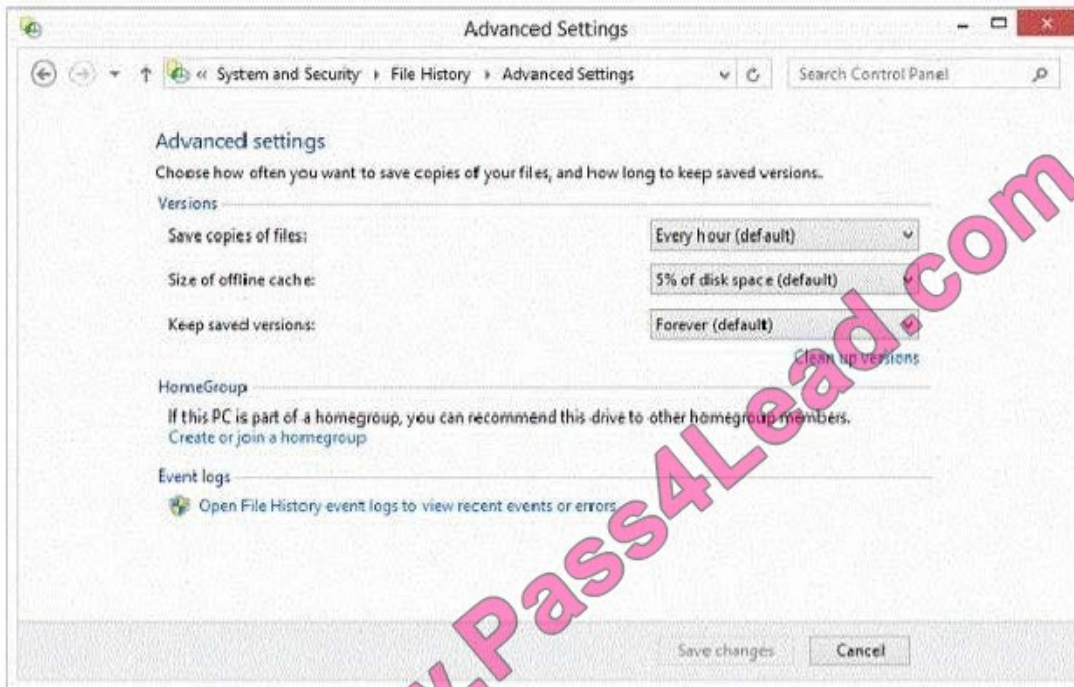 Advanced Settings
« System and Security ▸ File History ▸ Advanced Settings
Search Control Panel
Advanced settings
Choose how often you want to save copies of your files, and how long to keep saved versions.
Versions
Save copies of files: Every hour (default)
Size of offline cache: 5% of disk space (default)
Keep saved versions: Forever (default)
Clean up versions
HomeGroup
If this PC is part of a homegroup, you can recommend this drive to other homegroup members.
Create or join a homegroup
Event logs
Open File History event logs to view recent events or errors
Save changes Cancel
w.Pass4Lead.com